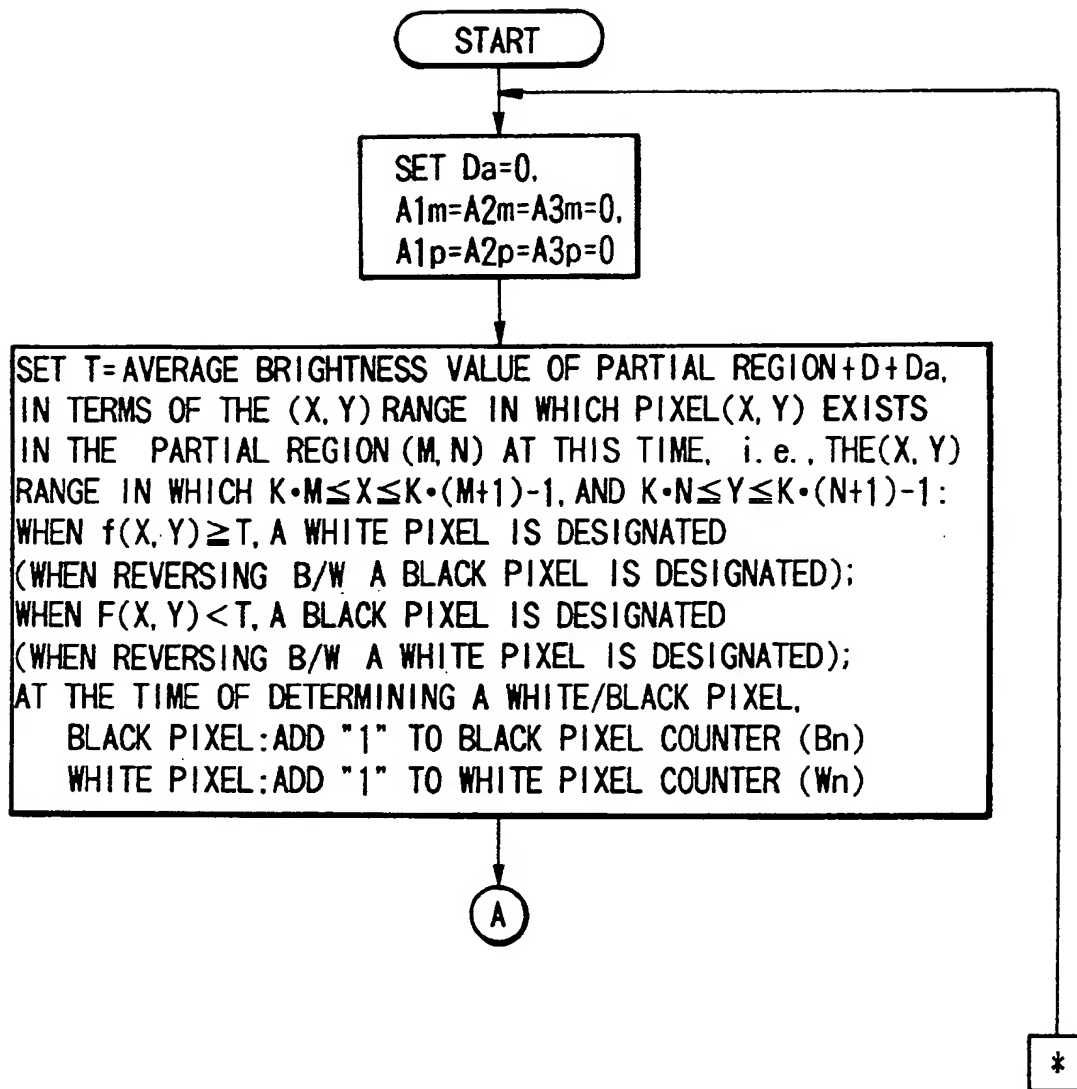 START
SET Da=0,
A1m=A2m=A3m=0,
A1p=A2p=A3p=0
SET T=AVERAGE BRIGHTNESS VALUE OF PARTIAL REGION+D+Da,
IN TERMS OF THE (X, Y) RANGE IN WHICH PIXEL(X, Y) EXISTS
IN THE PARTIAL REGION (M, N) AT THIS TIME, i.e., THE(X, Y)
RANGE IN WHICH K•M≦X≦K•(M+1)-1, AND K•N≦Y≦K•(N+1)-1:
WHEN f(X, Y)≧T, A WHITE PIXEL IS DESIGNATED
(WHEN REVERSING B/W A BLACK PIXEL IS DESIGNATED);
WHEN F(X, Y)<T, A BLACK PIXEL IS DESIGNATED
(WHEN REVERSING B/W A WHITE PIXEL IS DESIGNATED);
AT THE TIME OF DETERMINING A WHITE/BLACK PIXEL,
BLACK PIXEL:ADD "1" TO BLACK PIXEL COUNTER (Bn)
WHITE PIXEL:ADD "1" TO WHITE PIXEL COUNTER (Wn)
A
*